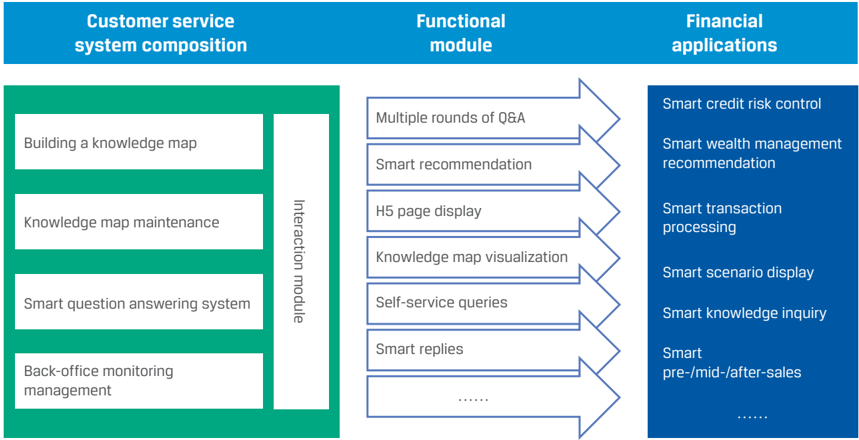 Customer service
system composition
Functional
module
Financial
applications
Building a knowledge map
Knowledge map maintenance
Smart question answering system
Back-office monitoring
management
Interaction module
Multiple rounds of Q&A
Smart recommendation
H5 page display
Knowledge map visualization
Self-service queries
Smart replies
......
Smart credit risk control
Smart wealth management
recommendation
Smart transaction
processing
Smart scenario display
Smart knowledge inquiry
Smart
pre-/mid-/after-sales
......